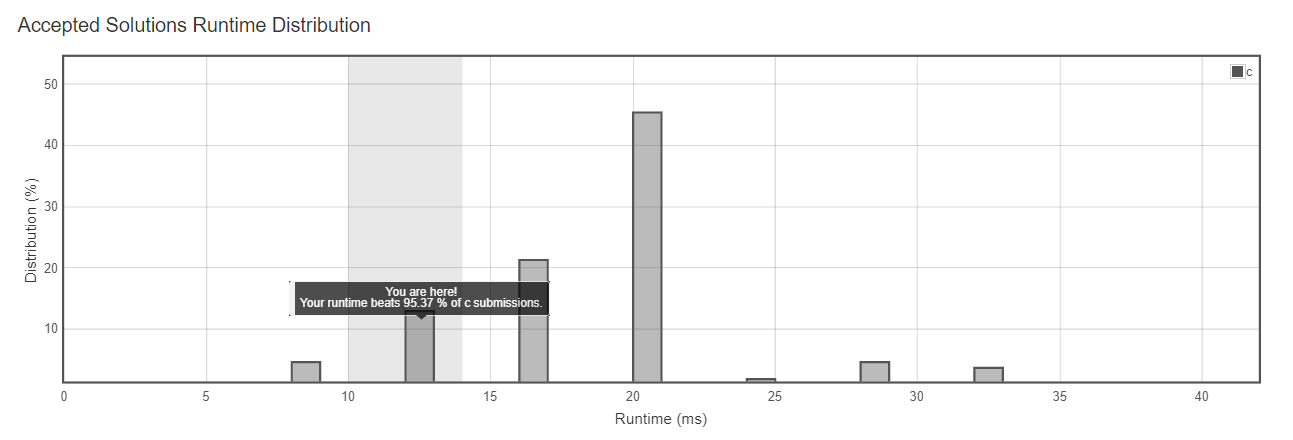 Accepted Solutions Runtime Distribution
c
50
40
30
20
10
Distribution (%)
You are here!
Your runtime beats 95.37 % of c submissions.
0 5 10 15 20 25 30 35 40
Runtime (ms)